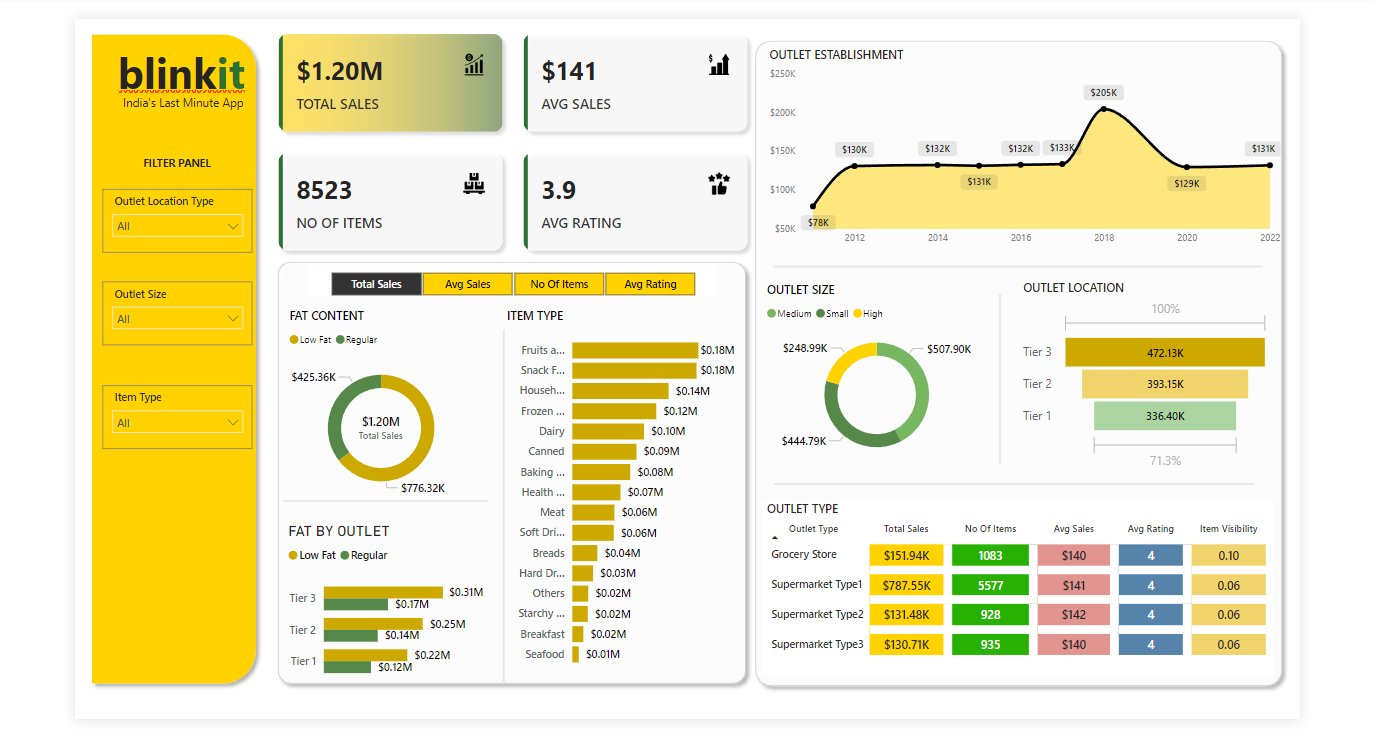 blinkit
India's Last Minute App
FILTER PANEL
Outlet Location Type
All
Outlet Size
All
Item Type
All
$1.20M
TOTAL SALES
$141
AVG SALES
8523
NO OF ITEMS
3.9
AVG RATING
Total Sales Avg Sales No Of Items Avg Rating
FAT CONTENT
Low Fat Regular
$425.36K
$1.20M
Total Sales
$776.32K
FAT BY OUTLET
Low Fat Regular
Tier 3 $0.31M
$0.17M
Tier 2 $0.25M
$0.14M
Tier 1 $0.22M
$0.12M
ITEM TYPE
Fruits a... $0.18M
Snack F... $0.18M
Househ... $0.14M
Frozen ... $0.12M
Dairy $0.10M
Canned $0.09M
Baking ... $0.08M
Health ... $0.07M
Meat $0.06M
Soft Dri... $0.06M
Breads $0.04M
Hard Dr... $0.03M
Others $0.02M
Starchy ... $0.02M
Breakfast $0.02M
Seafood $0.01M
OUTLET ESTABLISHMENT
$250K
$200K
$150K
$100K
$50K
$78K $130K $132K $131K $132K $133K $205K $129K $131K
2012 2014 2016 2018 2020 2022
OUTLET SIZE
Medium Small High
$248.99K $507.90K
$444.79K
OUTLET LOCATION
100%
Tier 3 472.13K
Tier 2 393.15K
Tier 1 336.40K
71.3%
OUTLET TYPE
Outlet Type Total Sales No Of Items Avg Sales Avg Rating Item Visibility
Grocery Store $151.94K 1083 $140 4 0.10
Supermarket Type1 $787.55K 5577 $141 4 0.06
Supermarket Type2 $131.48K 928 $142 4 0.06
Supermarket Type3 $130.71K 935 $140 4 0.06